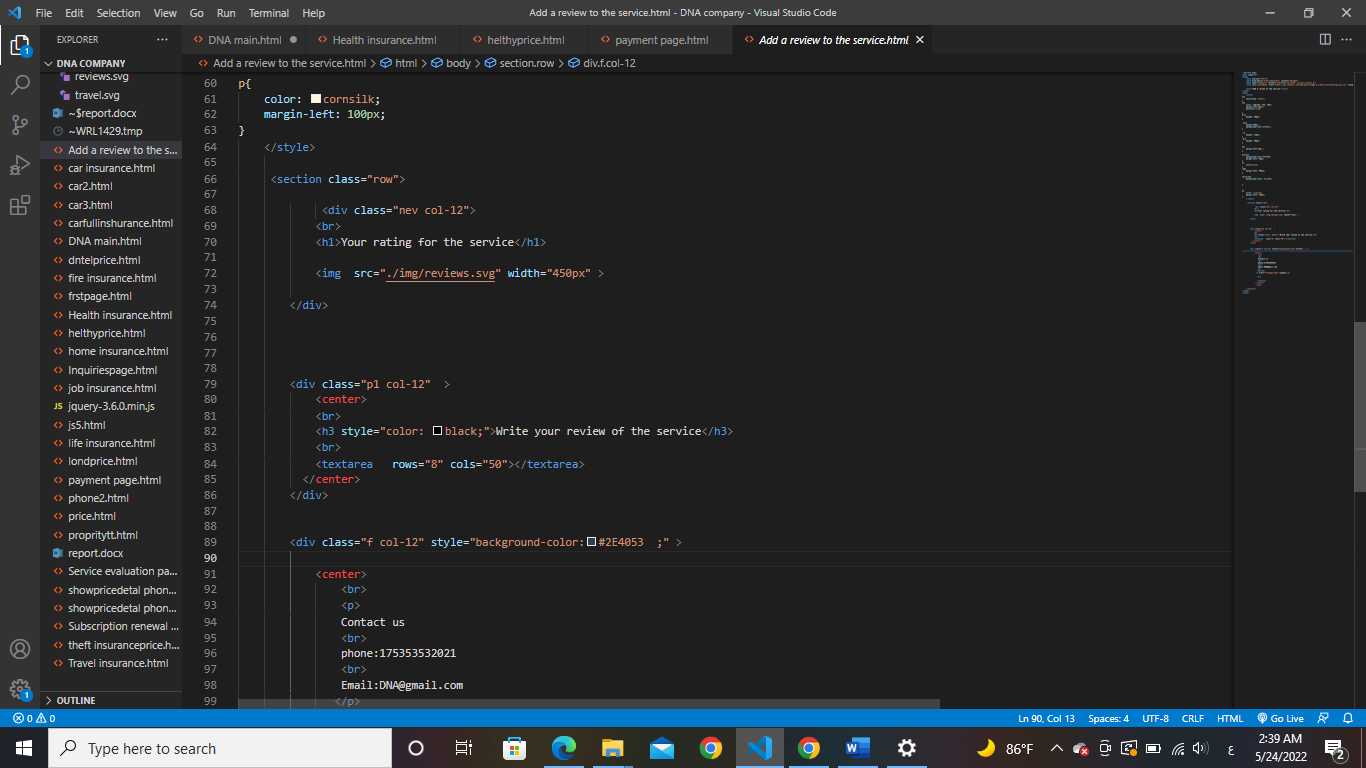 File Edit Selection View Go Run Terminal Help
Add a review to the service.html - DNA company - Visual Studio Code
EXPLORER
DNA main.html
Health insurance.html
helthyprice.html
payment page.html
Add a review to the service.html
DNA COMPANY
Add a review to the service.html > html > body > section.row > div.f.col-12
reviews.svg
travel.svg
~$report.docx
~WRL1429.tmp
Add a review to the s...
car insurance.html
car2.html
car3.html
carfullinshurance.html
DNA main.html
dntelprice.html
fire insurance.html
frstpage.html
Health insurance.html
helthyprice.html
home insurance.html
Inquiriespage.html
job insurance.html
JS jquery-3.6.0.min.js
js5.html
life insurance.html
londprice.html
payment page.html
phone2.html
price.html
propritytt.html
report.docx
Service evaluation pa...
showpricedetal phon...
showpricedetal phon...
Subscription renewal ...
theft insuranceprice.h...
Travel insurance.html
OUTLINE
60 p{
61 color: cornsilk;
62 margin-left: 100px;
63 }
64 </style>
65
66 <section class="row">
67
68 <div class="nev col-12">
69 <br>
70 <h1>Your rating for the service</h1>
71
72 <img  src="./img/reviews.svg" width="450px" >
73
74 </div>
75
76
77
78
79 <div class="p1 col-12"  >
80 <center>
81 <br>
82 <h3 style="color: black;">Write your review of the service</h3>
83 <br>
84 <textarea   rows="8" cols="50"></textarea>
85 </center>
86 </div>
87
88
89 <div class="f col-12" style="background-color:#2E4053  ;" >
90
91 <center>
92 <br>
93 <p>
94 Contact us
95 <br>
96 phone:175353532021
97 <br>
98 Email:DNA@gmail.com
99 </p>
1
1
0 0
Ln 90, Col 13 Spaces: 4 UTF-8 CRLF HTML Go Live
Type here to search
86°F
ع
2:39 AM
5/24/2022
2